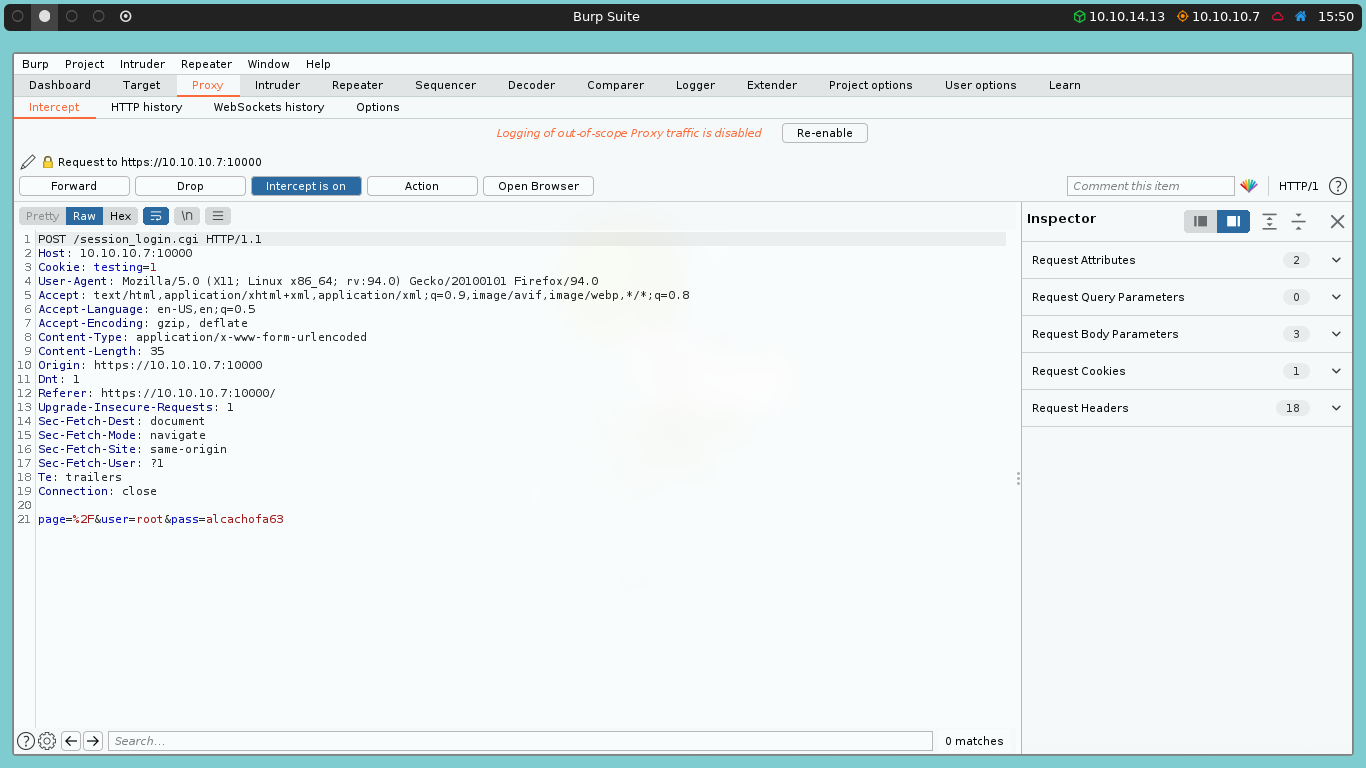 Burp Suite
10.10.14.13 10.10.10.7 15:50
Burp Project Intruder Repeater Window Help
Dashboard Target Proxy Intruder Repeater Sequencer Decoder Comparer Logger Extender Project options User options Learn
Intercept HTTP history WebSockets history Options
Logging of out-of-scope Proxy traffic is disabled Re-enable
Request to https://10.10.10.7:10000
Forward Drop Intercept is on Action Open Browser Comment this item HTTP/1 ?
Pretty Raw Hex \n
Inspector
1 POST /session_login.cgi HTTP/1.1
2 Host: 10.10.10.7:10000
3 Cookie: testing=1
4 User-Agent: Mozilla/5.0 (X11; Linux x86_64; rv:94.0) Gecko/20100101 Firefox/94.0
5 Accept: text/html,application/xhtml+xml,application/xml;q=0.9,image/avif,image/webp,*/*;q=0.8
6 Accept-Language: en-US,en;q=0.5
7 Accept-Encoding: gzip, deflate
8 Content-Type: application/x-www-form-urlencoded
9 Content-Length: 35
10 Origin: https://10.10.10.7:10000
11 Dnt: 1
12 Referer: https://10.10.10.7:10000/
13 Upgrade-Insecure-Requests: 1
14 Sec-Fetch-Dest: document
15 Sec-Fetch-Mode: navigate
16 Sec-Fetch-Site: same-origin
17 Sec-Fetch-User: ?1
18 Te: trailers
19 Connection: close
20
21 page=%2F&user=root&pass=alcachofa63
Request Attributes 2
Request Query Parameters 0
Request Body Parameters 3
Request Cookies 1
Request Headers 18
? Search... 0 matches